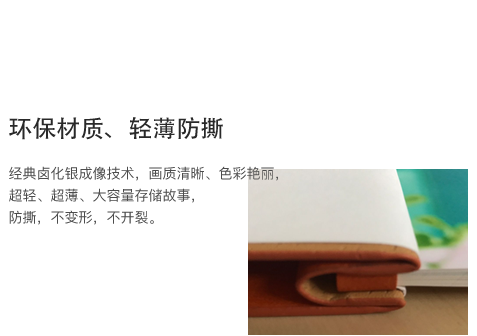 环保材质、轻薄防撕
经典卤化银成像技术，画质清晰、色彩艳丽，
超轻、超薄、大容量存储故事，
防撕，不变形，不开裂。